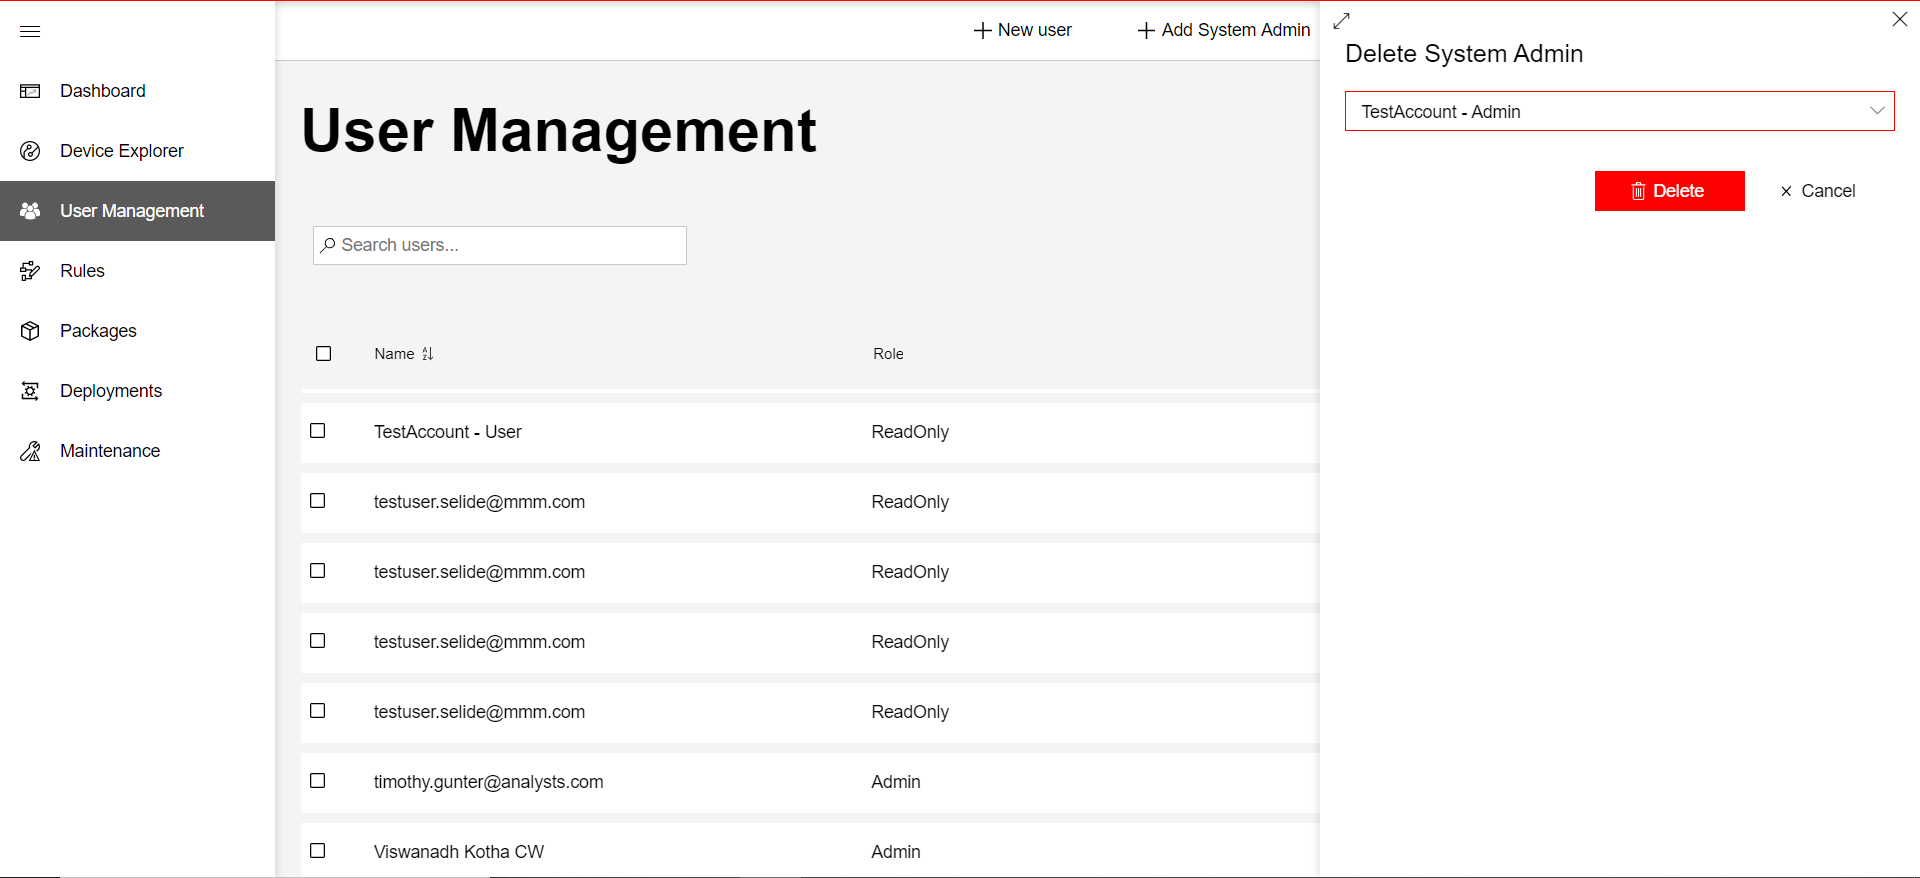 New user
Add System Admin
Delete System Admin
TestAccount - Admin
Delete
Cancel
Dashboard
Device Explorer
User Management
Rules
Packages
Deployments
Maintenance
User Management
Search users...
Name Role
TestAccount - User ReadOnly
testuser.selide@mmm.com ReadOnly
testuser.selide@mmm.com ReadOnly
testuser.selide@mmm.com ReadOnly
testuser.selide@mmm.com ReadOnly
timothy.gunter@analysts.com Admin
Viswanadh Kotha CW Admin